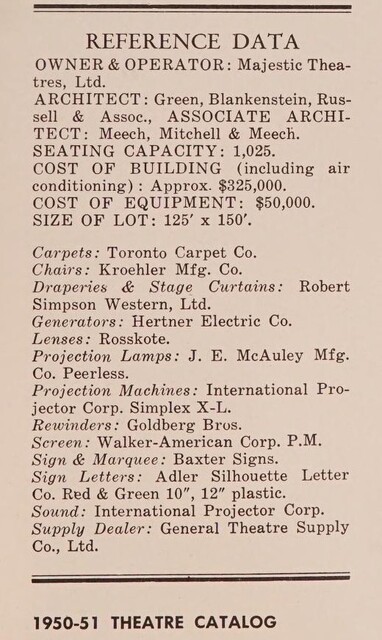 REFERENCE DATA
OWNER & OPERATOR: Majestic Thea-
tres, Ltd.
ARCHITECT: Green, Blankenstein, Rus-
sell & Assoc., ASSOCIATE ARCHI-
TECT: Meech, Mitchell & Meech.
SEATING CAPACITY: 1,025.
COST OF BUILDING (including air
conditioning): Approx. $325,000.
COST OF EQUIPMENT: $50,000.
SIZE OF LOT: 125′ x 150′.
Carpets: Toronto Carpet Co.
Chairs: Kroehler Mfg. Co.
Draperies & Stage Curtains: Robert
Simpson Western, Ltd.
Generators: Hertner Electric Co.
Lenses: Rosskote.
Projection Lamps: J. E. McAuley Mfg.
Co. Peerless.
Projection Machines: International Pro-
jector Corp. Simplex X-L.
Rewinders: Goldberg Bros.
Screen: Walker-American Corp. P.M.
Sign & Marquee: Baxter Signs.
Sign Letters: Adler Silhouette Letter
Co. Red & Green 10″, 12″ plastic.
Sound: International Projector Corp.
Supply Dealer: General Theatre Supply
Co., Ltd.
1950-51 THEATRE CATALOG